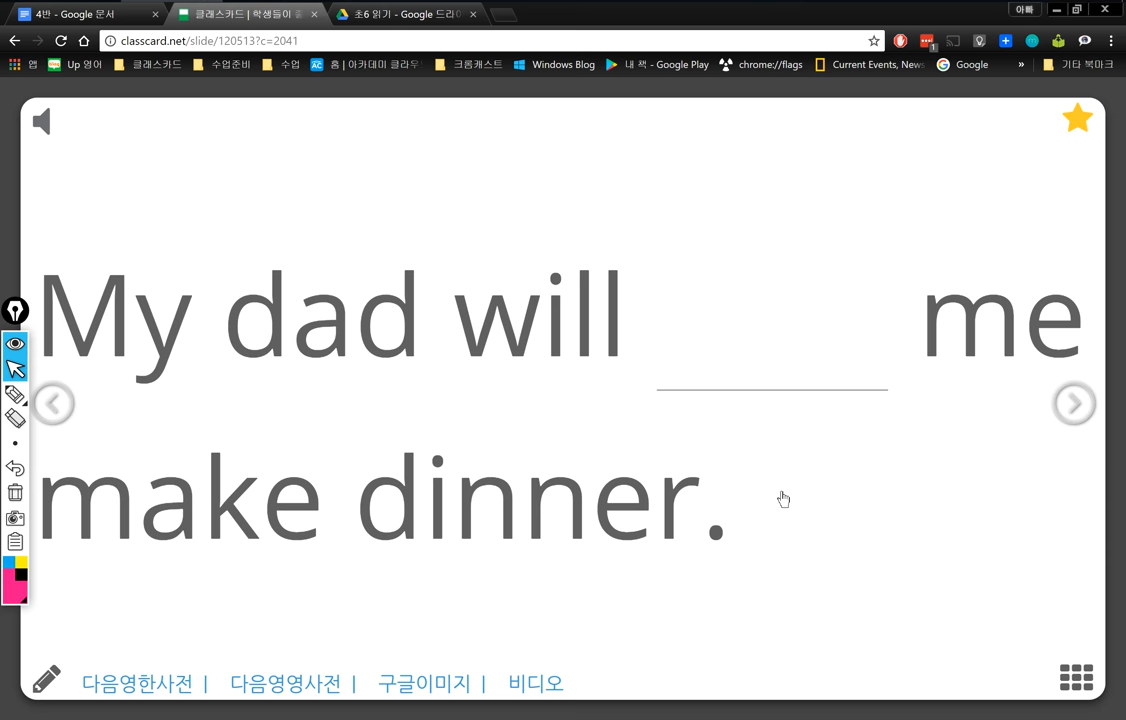 4반 - Google 문서
클래스카드 | 학생들이 좋
초6 읽기 - Google 드라이
아빠
classcard.net/slide/120513?c=2041
앱 Up 영어 클래스카드 수업준비 수업 홈 | 아카데미 클라우 크롬캐스트 Windows Blog 내 책 - Google Play chrome://flags Current Events, News Google » 기타 북마크
My dad will ________ me
make dinner.
다음영한사전 | 다음영영사전 | 구글이미지 | 비디오